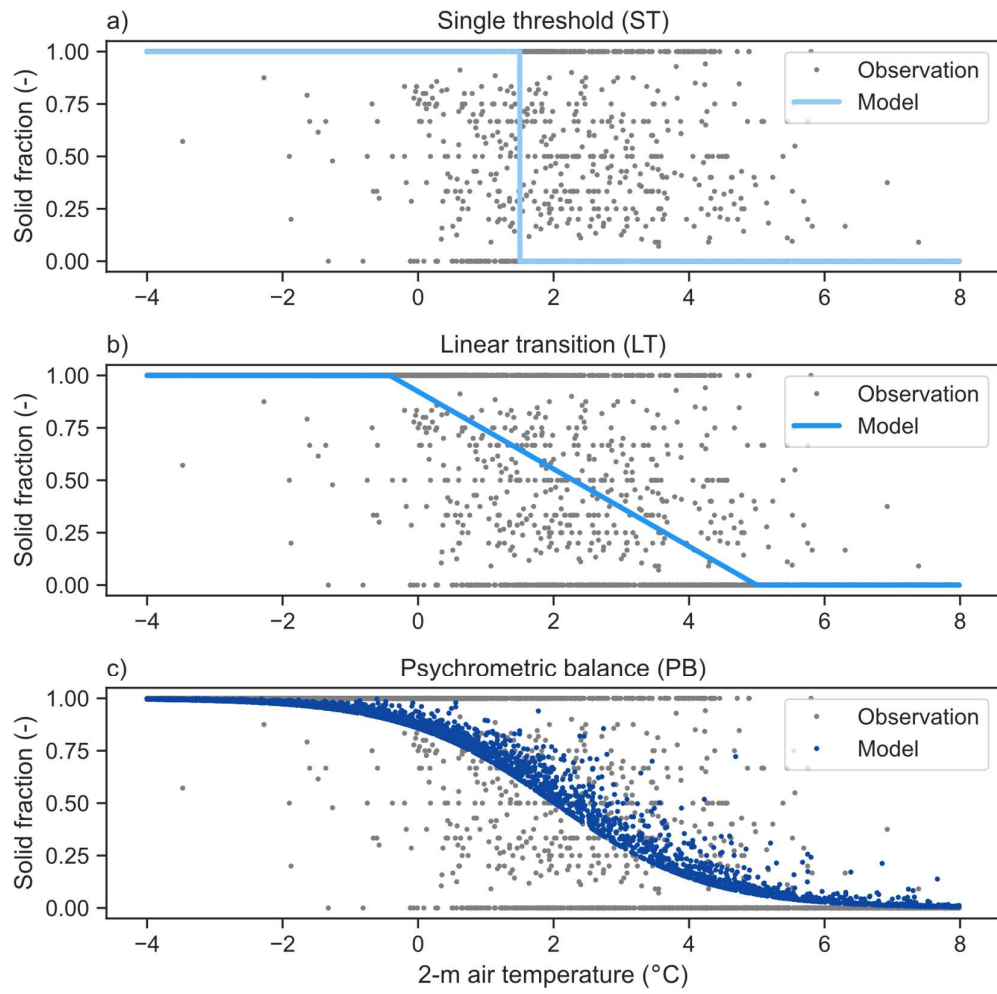 a)
Single threshold (ST)
Solid fraction (-)
1.00
0.75
0.50
0.25
0.00
Observation
Model
−4
−2
0
2
4
6
8
b)
Linear transition (LT)
Solid fraction (-)
1.00
0.75
0.50
0.25
0.00
Observation
Model
−4
−2
0
2
4
6
8
c)
Psychrometric balance (PB)
Solid fraction (-)
1.00
0.75
0.50
0.25
0.00
Observation
Model
−4
−2
0
2
4
6
8
2-m air temperature (°C)